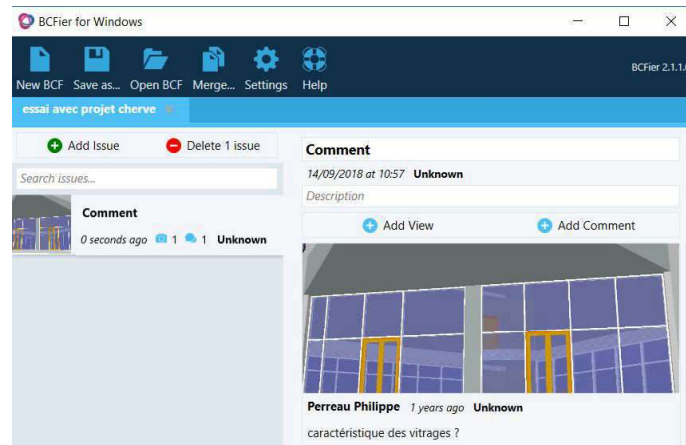 BCFier for Windows
New BCF Save as... Open BCF Merge... Settings Help
BCFier 2.1.1.
essai avec projet cherve
Add Issue Delete 1 issue
Search issues...
Comment
0 seconds ago 1 1 Unknown
Comment
14/09/2018 at 10:57 Unknown
Description
Add View Add Comment
Perreau Philippe 1 years ago Unknown
caractéristique des vitrages ?